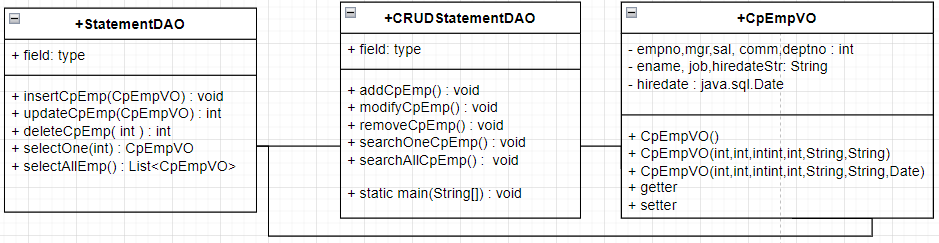 +StatementDAO
+ field: type
+ insertCpEmp(CpEmpVO) : void
+ updateCpEmp(CpEmpVO) : int
+ deleteCpEmp( int ) : int
+ selectOne(int) : CpEmpVO
+ selectAllEmp() : List<CpEmpVO>
+CRUDStatementDAO
+ field: type
+ addCpEmp() : void
+ modifyCpEmp() : void
+ removeCpEmp() : void
+ searchOneCpEmp() : void
+ searchAllCpEmp() :  void
+ static main(String[]) : void
+CpEmpVO
- empno,mgr,sal, comm,deptno : int
- ename, job,hiredateStr: String
- hiredate : java.sql.Date
+ CpEmpVO()
+ CpEmpVO(int,int,intint,int,String,String)
+ CpEmpVO(int,int,intint,int,String,String,Date)
+ getter
+ setter